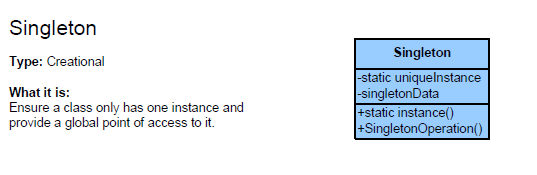 Singleton
Type: Creational
What it is:
Ensure a class only has one instance and
provide a global point of access to it.
Singleton
-static uniqueInstance
-singletonData
+static instance()
+SingletonOperation()